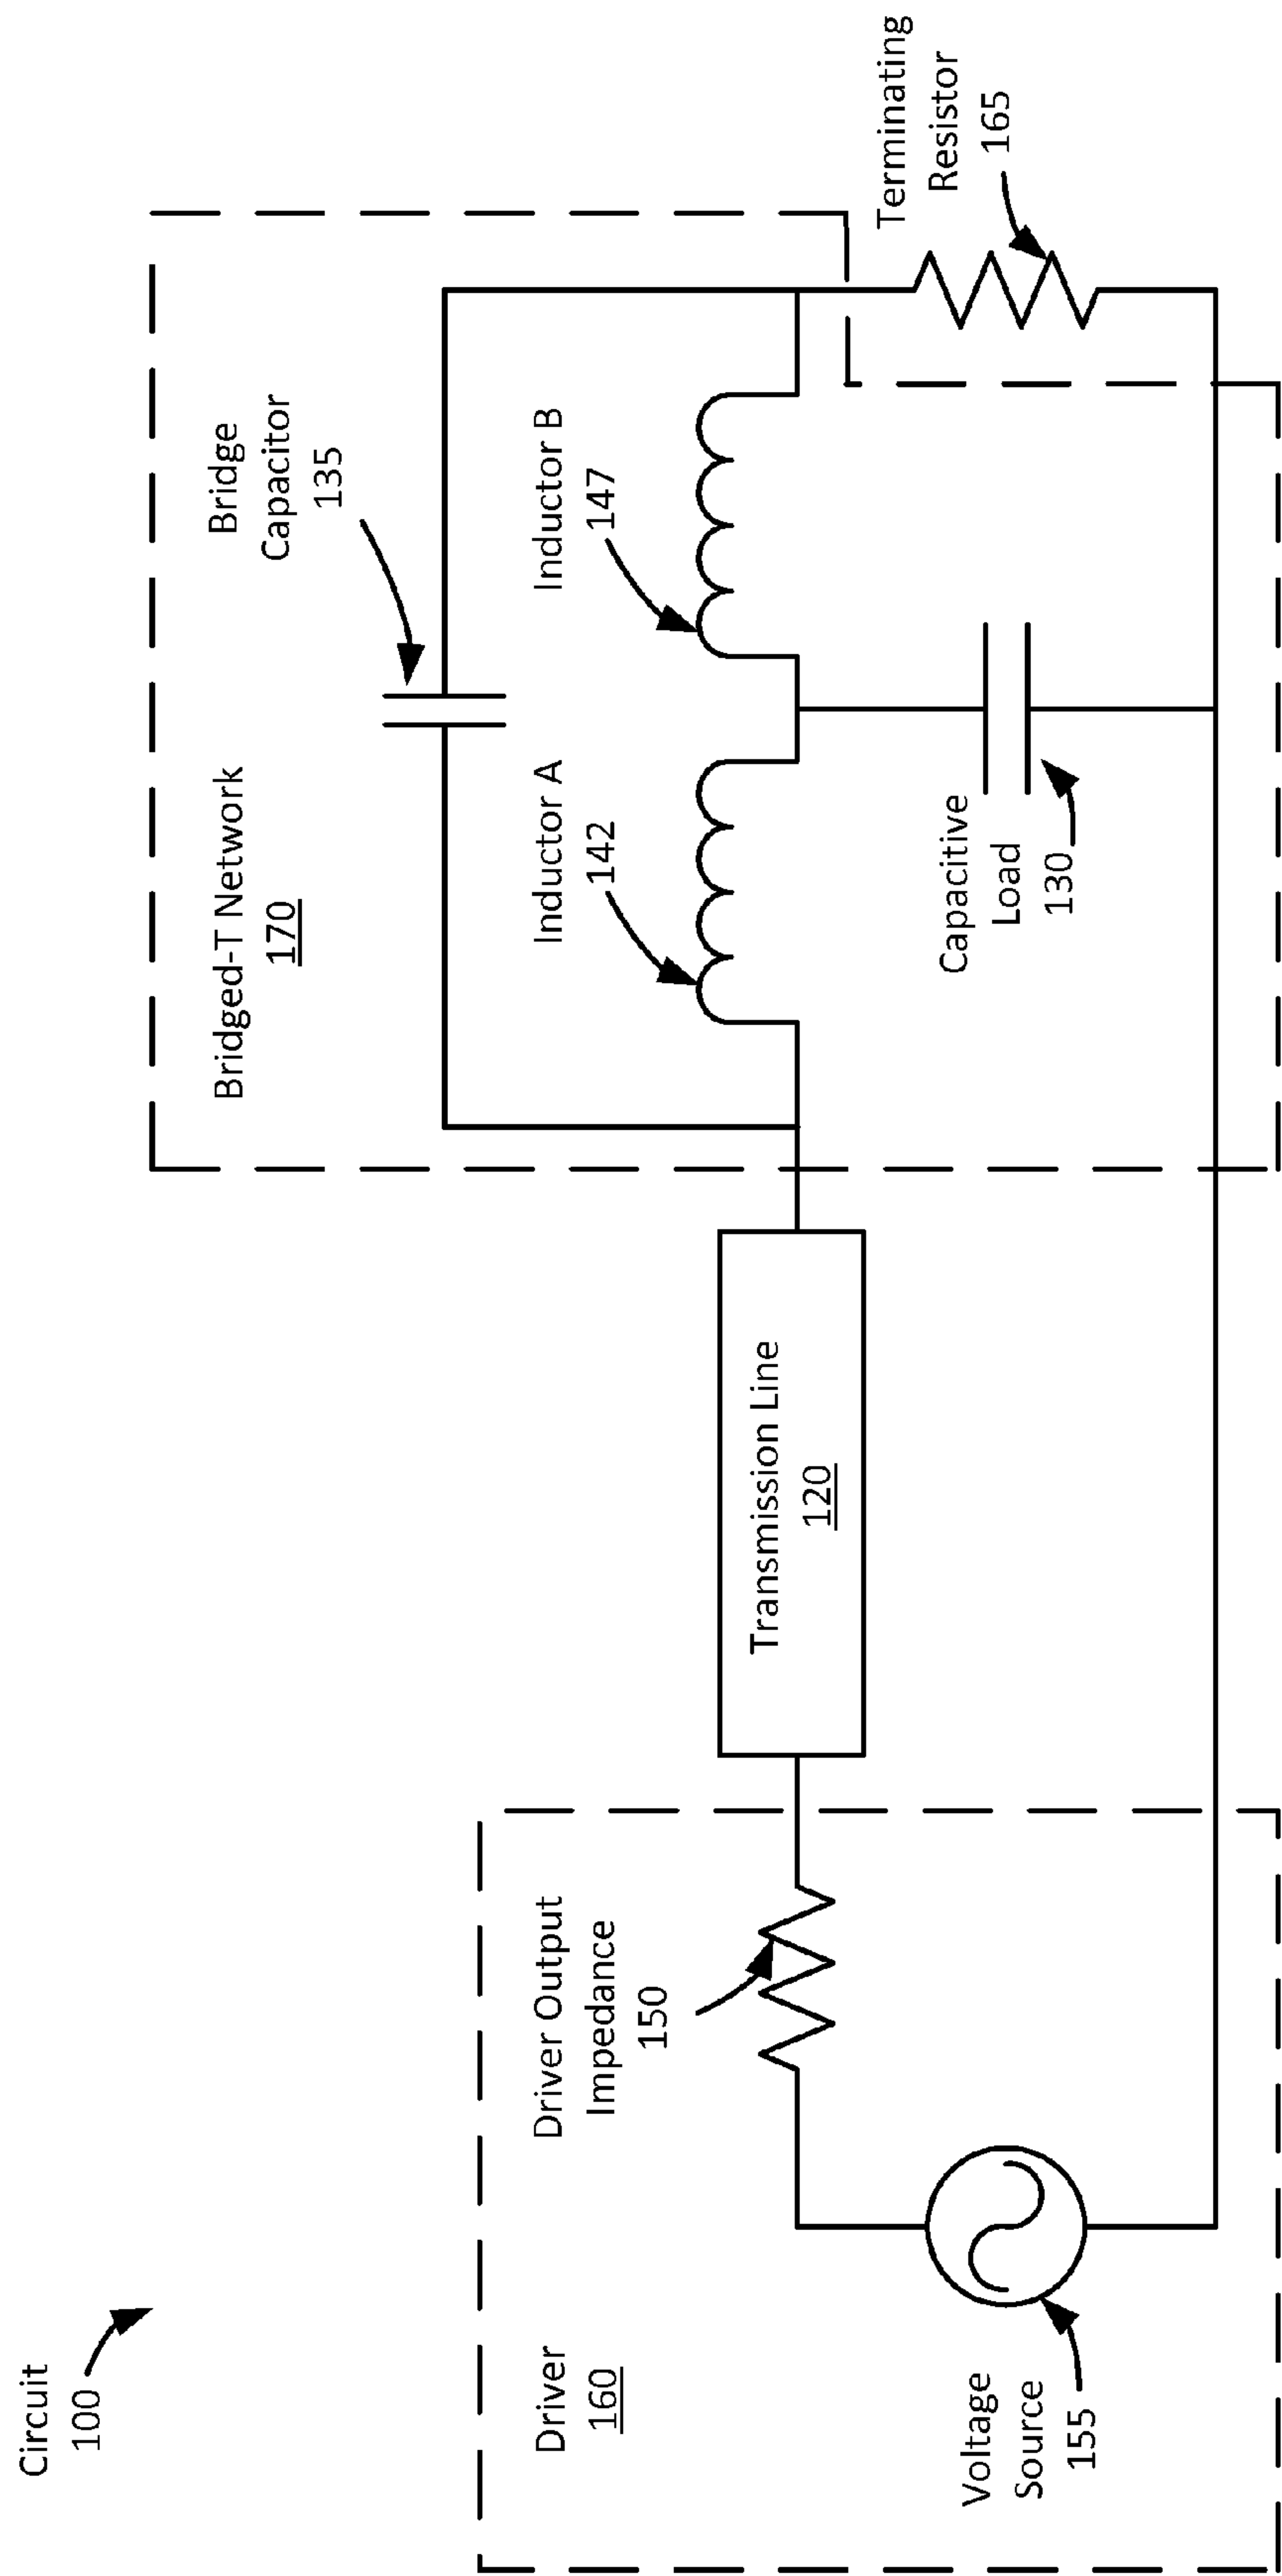 Circuit
100
Bridged-T Network
170
Bridge
Capacitor
135
Driver
160
Driver Output
Impedance
150
Inductor A
142
Inductor B
147
Transmission Line
120
Voltage
Source
155
Capacitive
Load
130
Terminating
Resistor
165